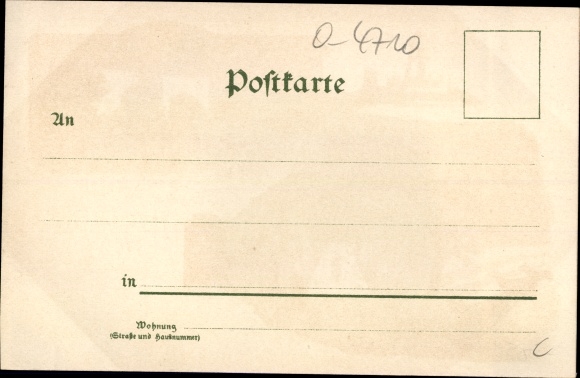 O-4710
Postkarte
An
in
Wohnung
(Straße und Hausnummer)